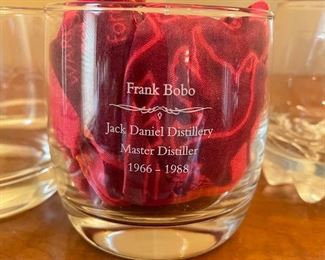 Frank Bobo
Jack Daniel Distillery
Master Distiller
1966 - 1988